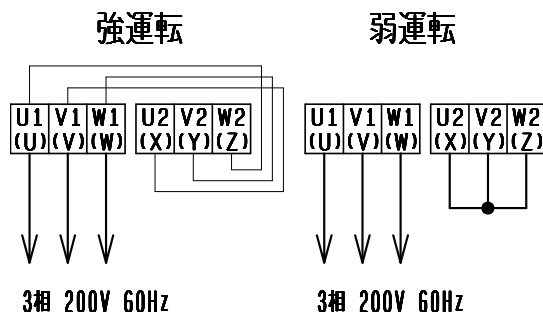 強運転 弱運転
U1 V1 W1 U2 V2 W2 U1 V1 W1 U2 V2 W2
(U) (V) (W) (X) (Y) (Z) (U) (V) (W) (X) (Y) (Z)
3相 200V 60Hz 3相 200V 60Hz